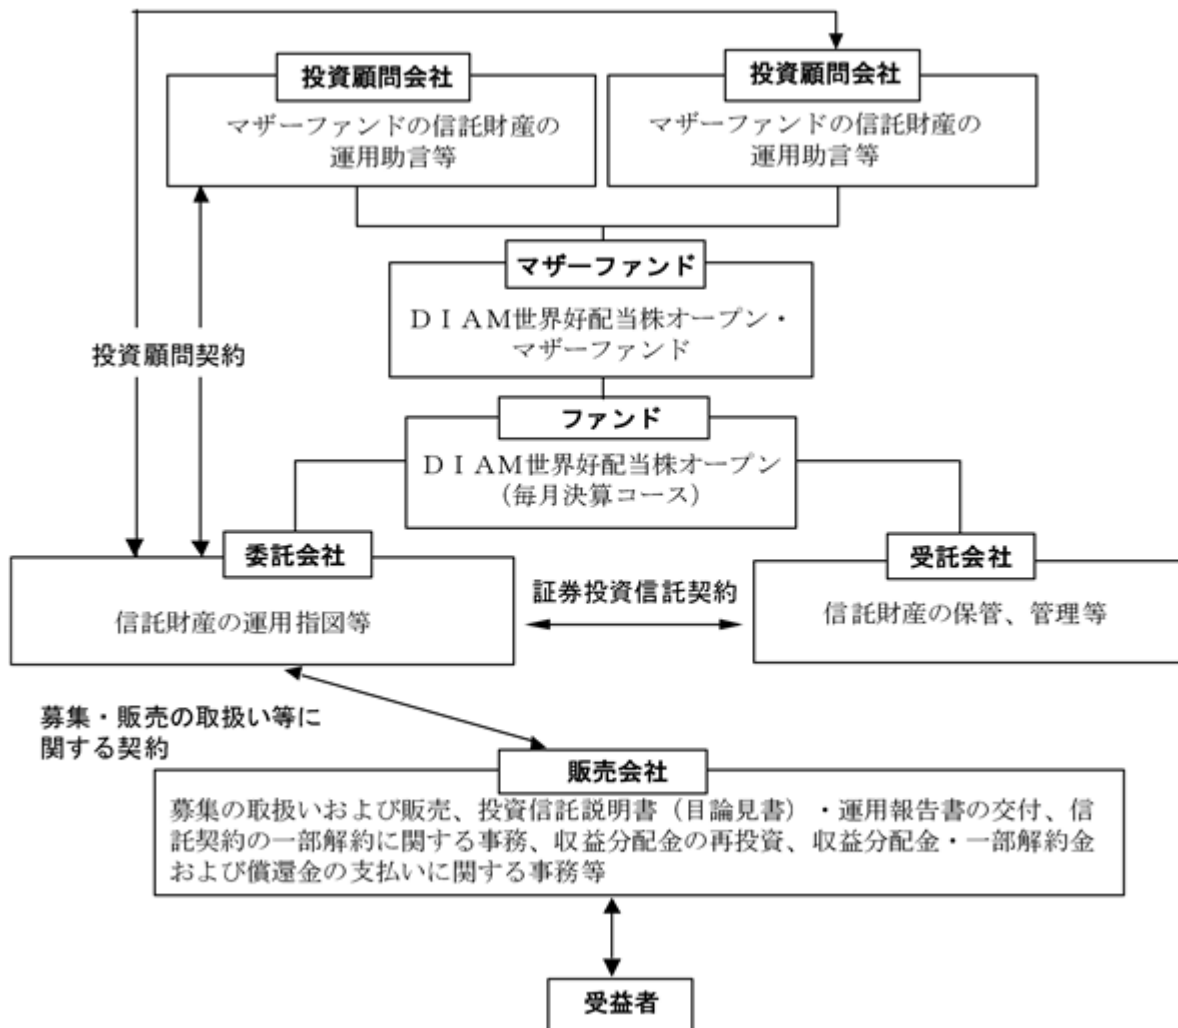 投資顧問会社
マザーファンドの信託財産の
運用助言等
投資顧問会社
マザーファンドの信託財産の
運用助言等
マザーファンド
ＤＩＡＭ世界好配当株オープン・
マザーファンド
投資顧問契約
ファンド
ＤＩＡＭ世界好配当株オープン
（毎月決算コース）
委託会社
信託財産の運用指図等
証券投資信託契約
受託会社
信託財産の保管、管理等
募集・販売の取扱い等に
関する契約
販売会社
募集の取扱いおよび販売、投資信託説明書（目論見書）・運用報告書の交付、信
託契約の一部解約に関する事務、収益分配金の再投資、収益分配金・一部解約金
および償還金の支払いに関する事務等
受益者